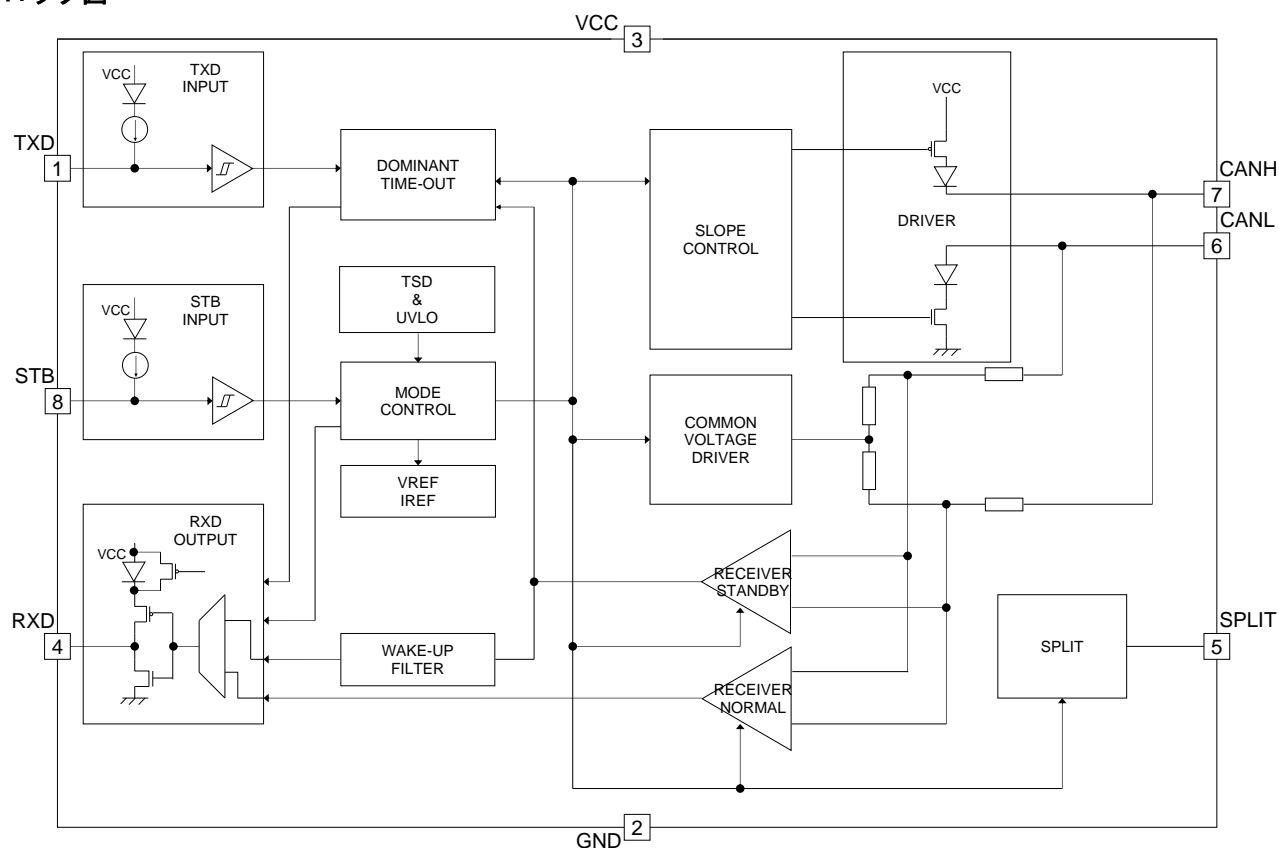 VCC
3
TXD
INPUT
VCC
TXD
1
DOMINANT
TIME-OUT
SLOPE
CONTROL
VCC
DRIVER
CANH
7
CANL
6
STB
INPUT
VCC
STB
8
TSD
&
UVLO
MODE
CONTROL
VREF
IREF
COMMON
VOLTAGE
DRIVER
RXD
OUTPUT
VCC
RXD
4
WAKE-UP
FILTER
RECEIVER
STANDBY
RECEIVER
NORMAL
SPLIT
SPLIT
5
GND
2